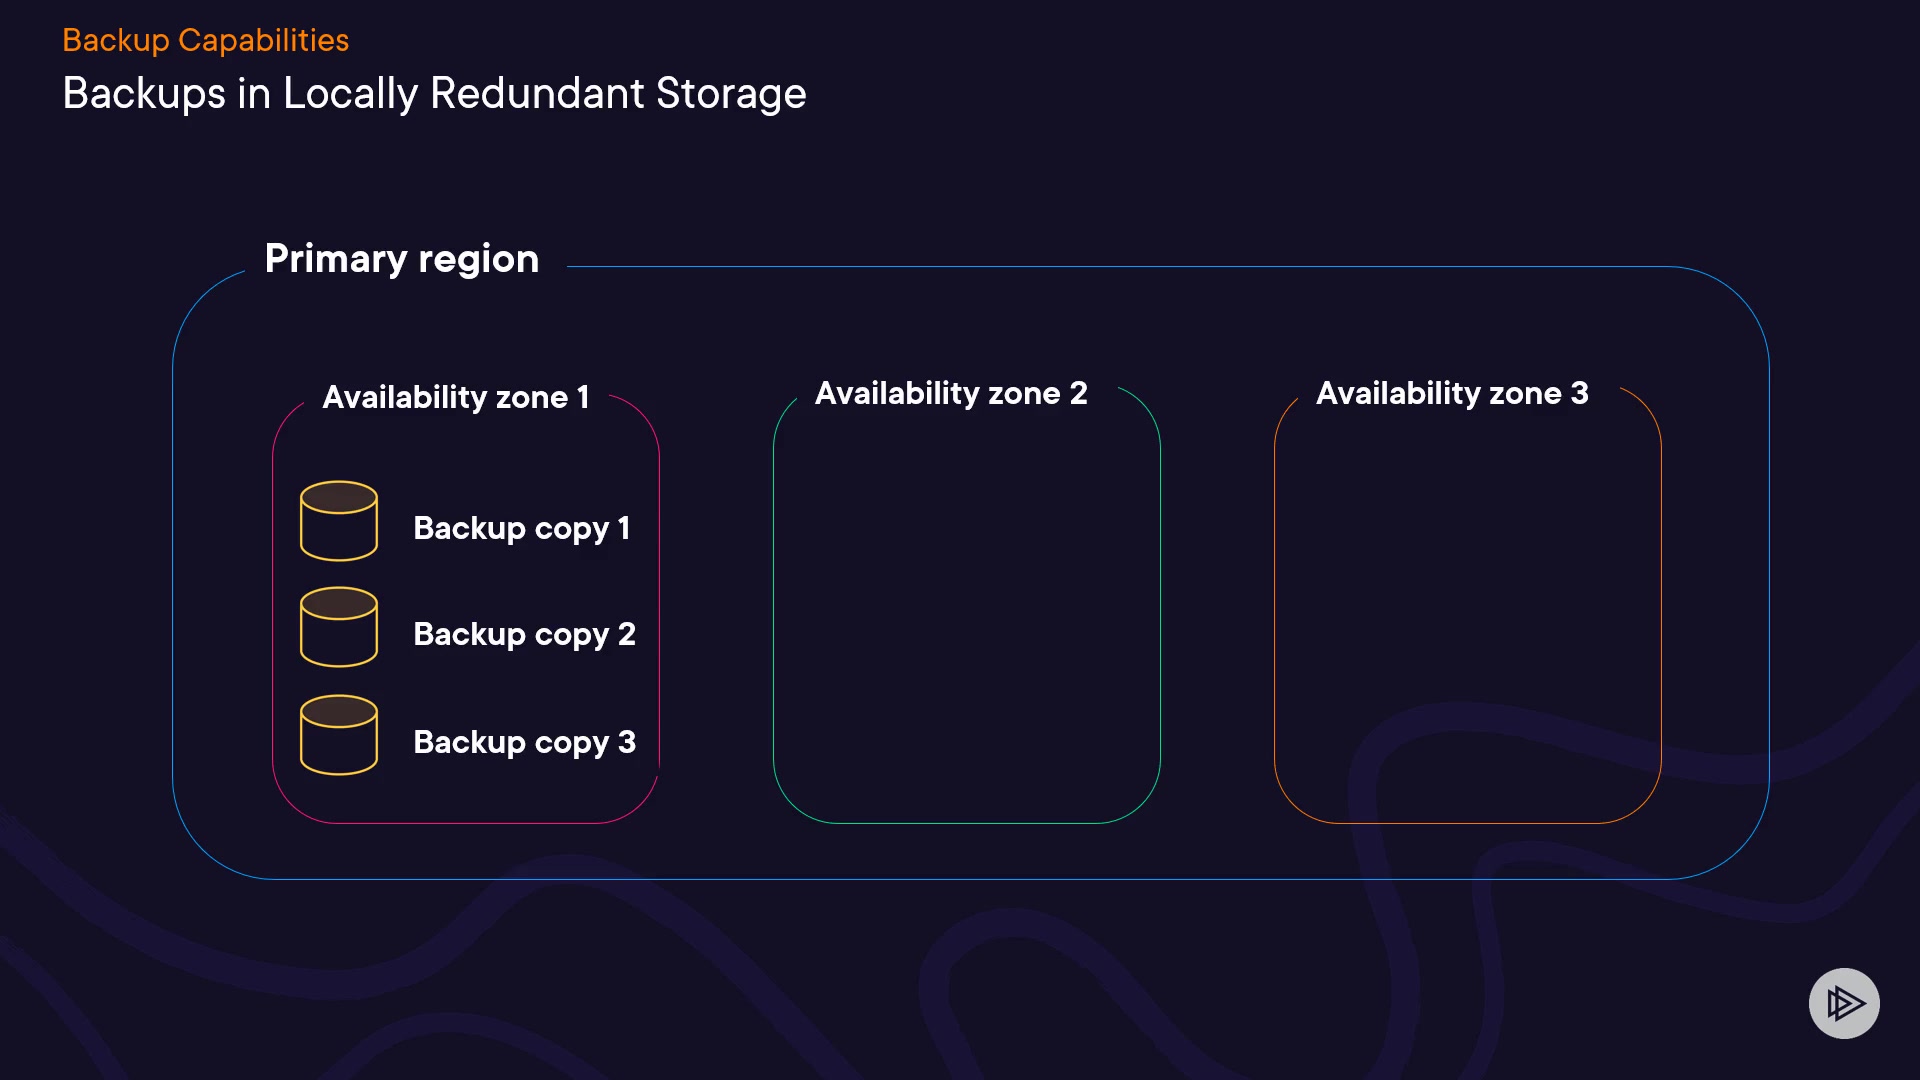 Backup Capabilities
Backups in Locally Redundant Storage
Primary region
Availability zone 1
Availability zone 2
Availability zone 3
Backup copy 1
Backup copy 2
Backup copy 3